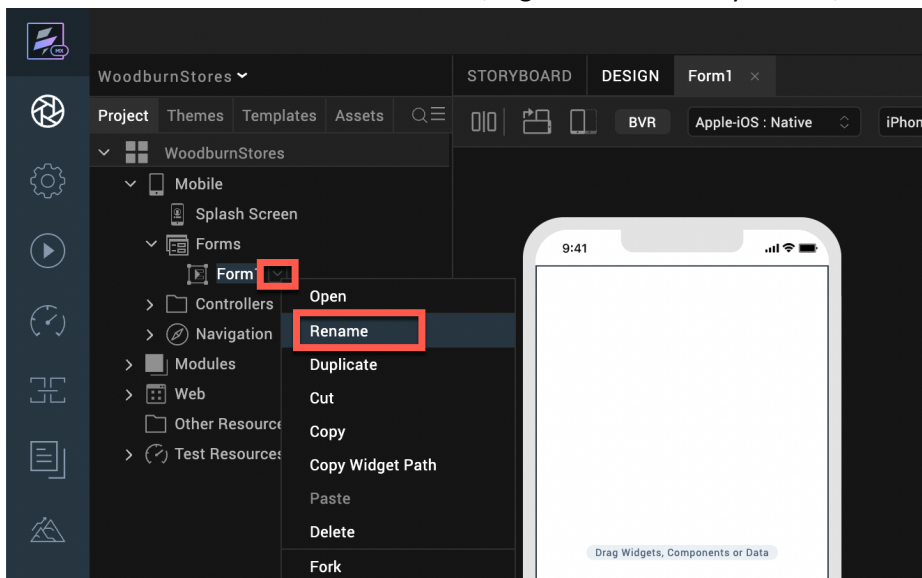 MX
WoodburnStores
STORYBOARD DESIGN Form1 ×
Project Themes Templates Assets
BVR Apple-iOS : Native
WoodburnStores
Mobile
Splash Screen
Forms
Form1
Controllers
Navigation
Modules
Web
Other Resource
Test Resources
Open
Rename
Duplicate
Cut
Copy
Copy Widget Path
Paste
Delete
Fork
9:41
Drag Widgets, Components or Data